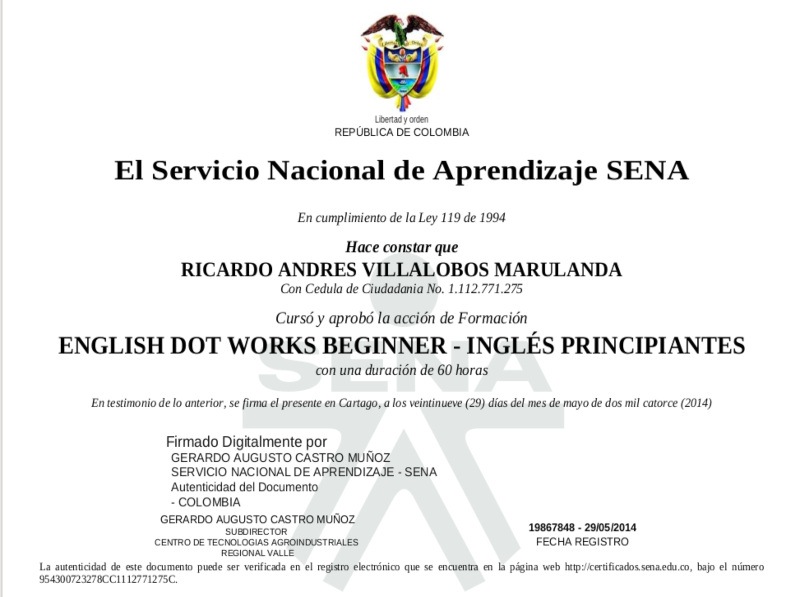 Libertad y orden
REPÚBLICA DE COLOMBIA
El Servicio Nacional de Aprendizaje SENA
En cumplimiento de la Ley 119 de 1994
Hace constar que
RICARDO ANDRES VILLALOBOS MARULANDA
Con Cedula de Ciudadania No. 1.112.771.275
Cursó y aprobó la acción de Formación
ENGLISH DOT WORKS BEGINNER - INGLÉS PRINCIPIANTES
con una duración de 60 horas
SENA
En testimonio de lo anterior, se firma el presente en Cartago, a los veintinueve (29) días del mes de mayo de dos mil catorce (2014)
Firmado Digitalmente por
GERARDO AUGUSTO CASTRO MUÑOZ
SERVICIO NACIONAL DE APRENDIZAJE - SENA
Autenticidad del Documento
- COLOMBIA
GERARDO AUGUSTO CASTRO MUÑOZ
SUBDIRECTOR
CENTRO DE TECNOLOGIAS AGROINDUSTRIALES
REGIONAL VALLE
19867848 - 29/05/2014
FECHA REGISTRO
La autenticidad de este documento puede ser verificada en el registro electrónico que se encuentra en la página web http://certificados.sena.edu.co, bajo el número
954300723278CC1112771275C.